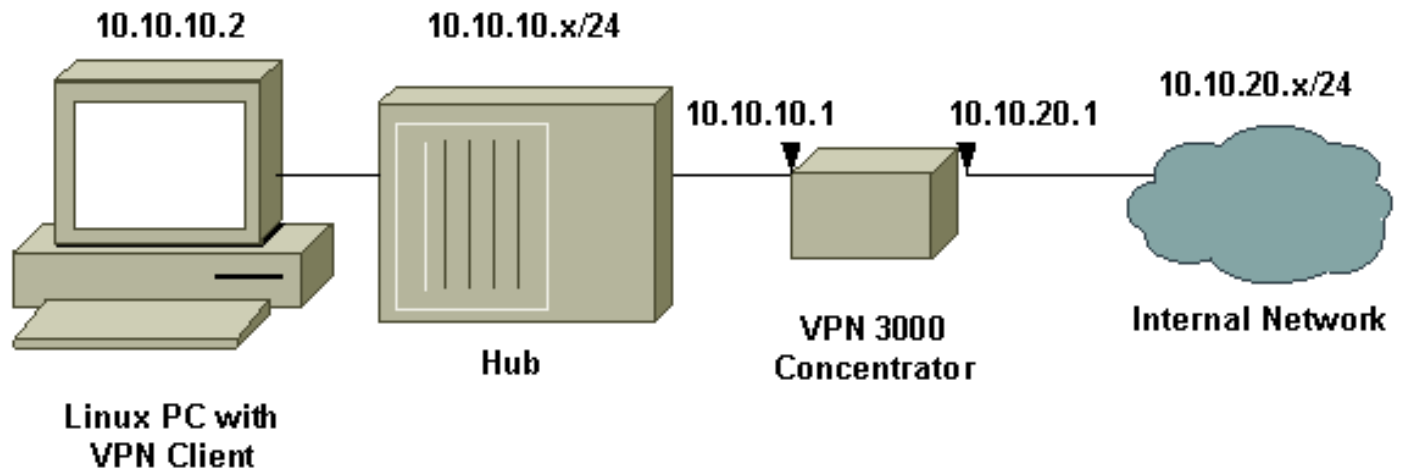 10.10.10.2
10.10.10.x/24
10.10.10.1
10.10.20.1
10.10.20.x/24
Hub
VPN 3000
Concentrator
Internal Network
Linux PC with
VPN Client